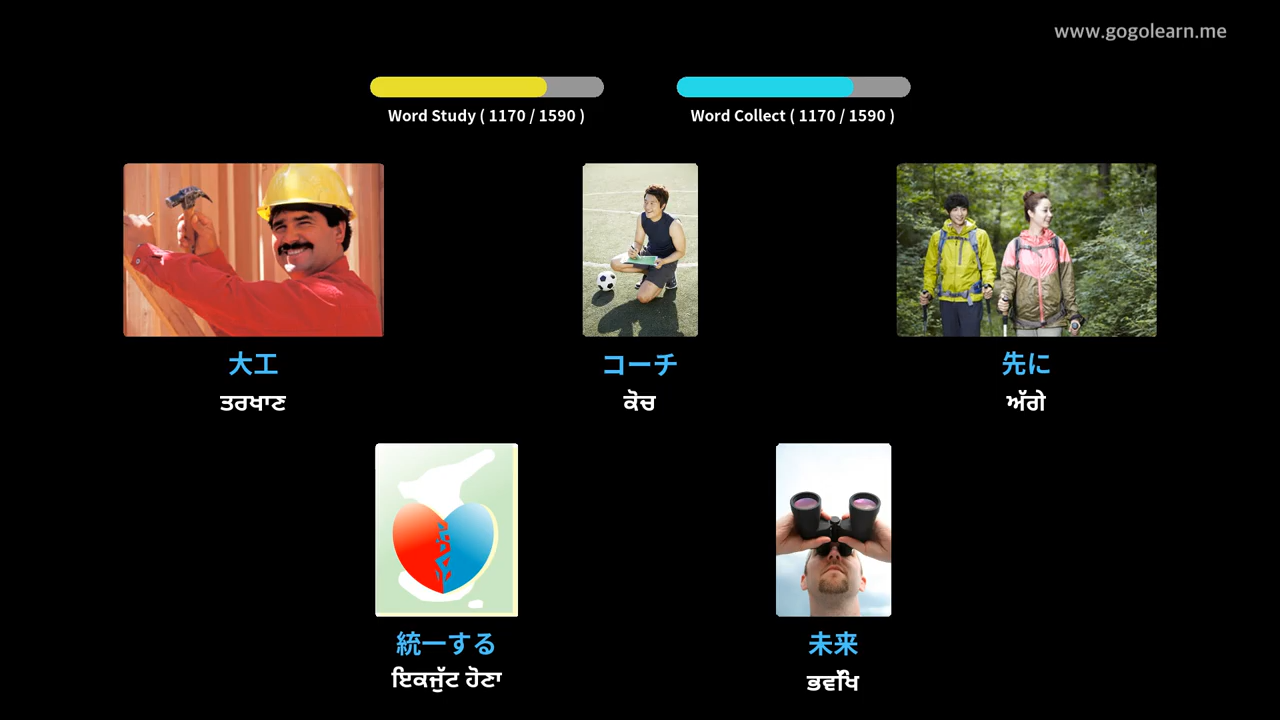 www.gogolearn.me
Word Study ( 1170 / 1590 )
Word Collect ( 1170 / 1590 )
大工
ਤਰਖਾਣ
コーチ
ਕੋਚ
先に
ਅੱਗੇ
統一する
ਇਕਜੁੱਟ ਹੋਣਾ
未来
ਭਵਿੱਖ